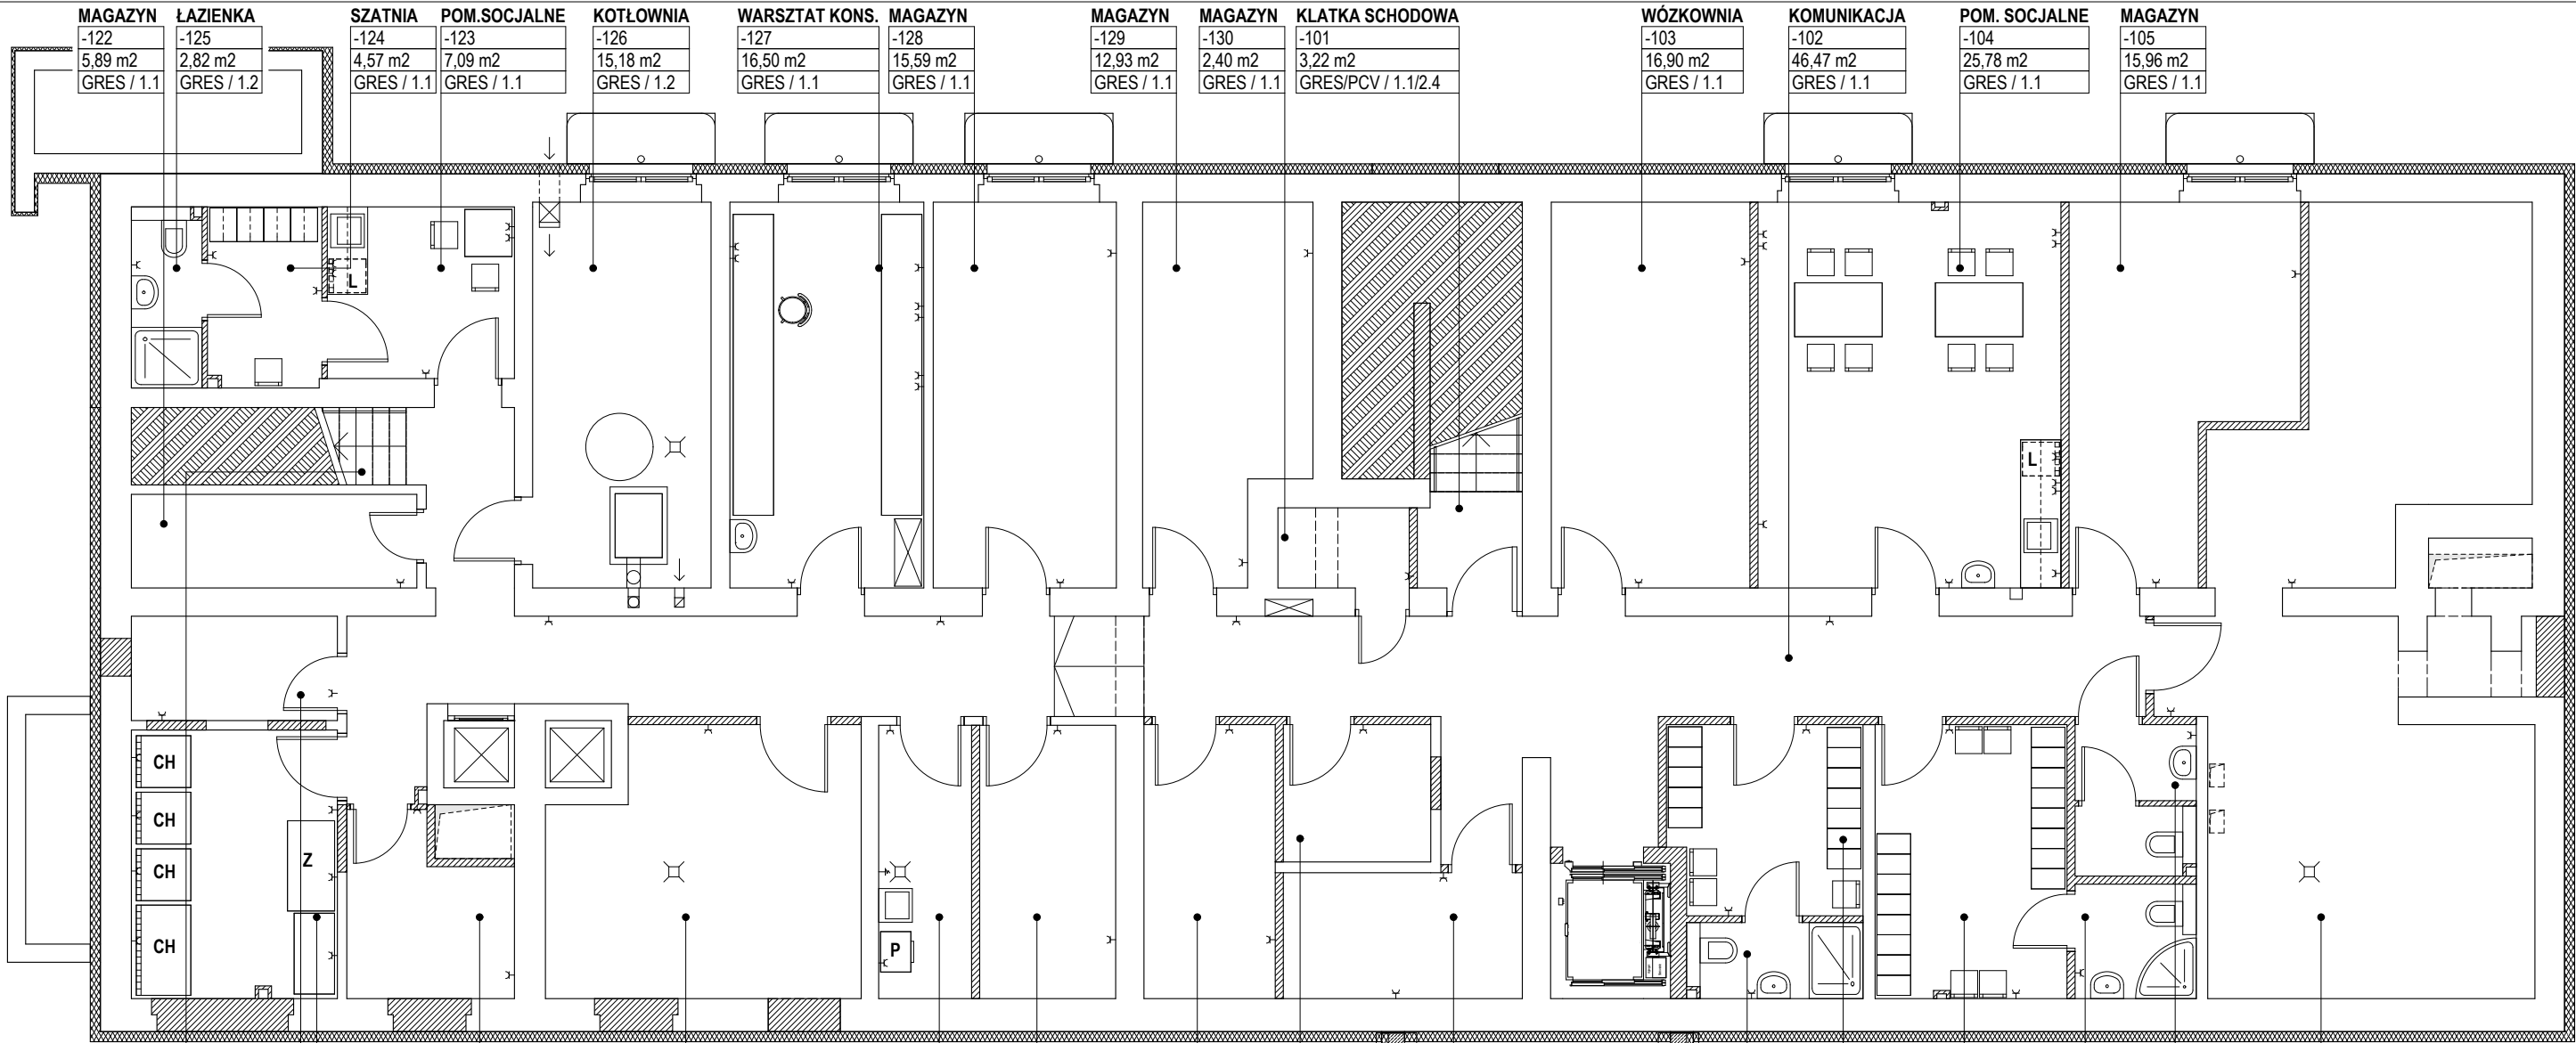 MAGAZYN
-122
5,89 m2
GRES / 1.1
ŁAZIENKA
-125
2,82 m2
GRES / 1.2
SZATNIA
-124
4,57 m2
GRES / 1.1
POM.SOCJALNE
-123
7,09 m2
GRES / 1.1
KOTŁOWNIA
-126
15,18 m2
GRES / 1.2
WARSZTAT KONS.
-127
16,50 m2
GRES / 1.1
MAGAZYN
-128
15,59 m2
GRES / 1.1
MAGAZYN
-129
12,93 m2
GRES / 1.1
MAGAZYN
-130
2,40 m2
GRES / 1.1
KLATKA SCHODOWA
-101
3,22 m2
GRES/PCV / 1.1/2.4
WÓZKOWNIA
-103
16,90 m2
GRES / 1.1
KOMUNIKACJA
-102
46,47 m2
GRES / 1.1
POM. SOCJALNE
-104
25,78 m2
GRES / 1.1
MAGAZYN
-105
15,96 m2
GRES / 1.1
L
L
CH
CH
CH
CH
Z
P